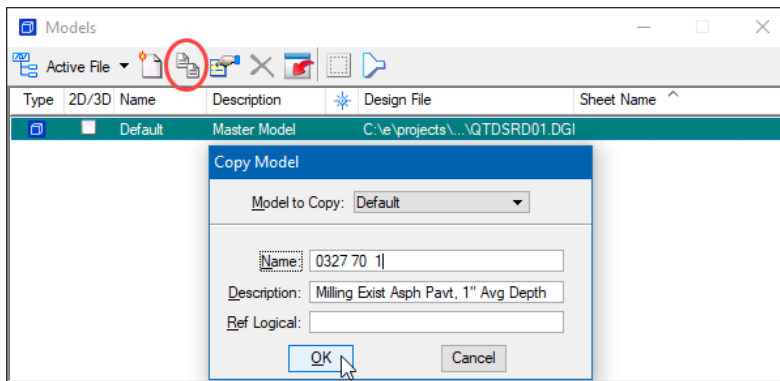 Models
Active File
Type 2D/3D Name Description Design File Sheet Name
Default Master Model C:\e\projects\...\QTDSRD01.DGI
Copy Model
Model to Copy: Default
Name: 0327 70 1
Description: Milling Exist Asph Pavt, 1" Avg Depth
Ref Logical:
OK Cancel